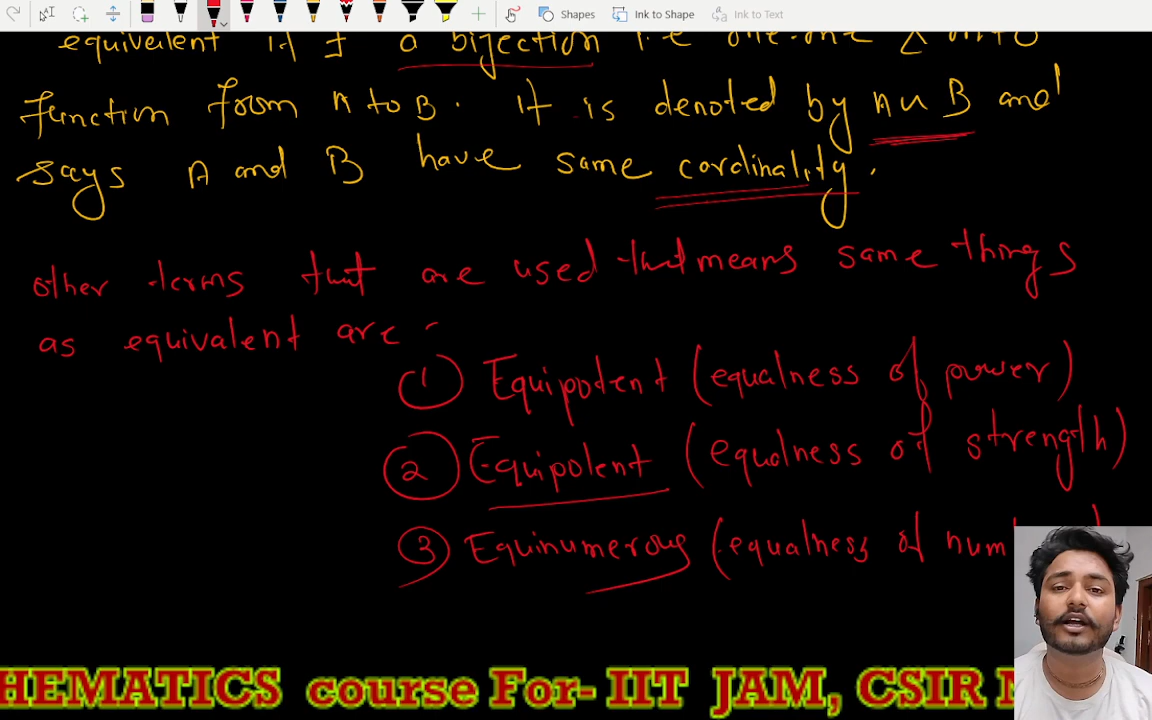 Shapes Ink to Shape Ink to Text
equivalent if ∃ a bijection i.e one-one & onto
function from A to B. It is denoted by A ~ B and
says A and B have same cardinality.
other terms that are used that means same things
as equivalent are -
① Equipotent (equalness of power)
② Equipolent (equalness of strength)
③ Equinumerous (equalness of num
HEMATICS course For- IIT JAM, CSIR N